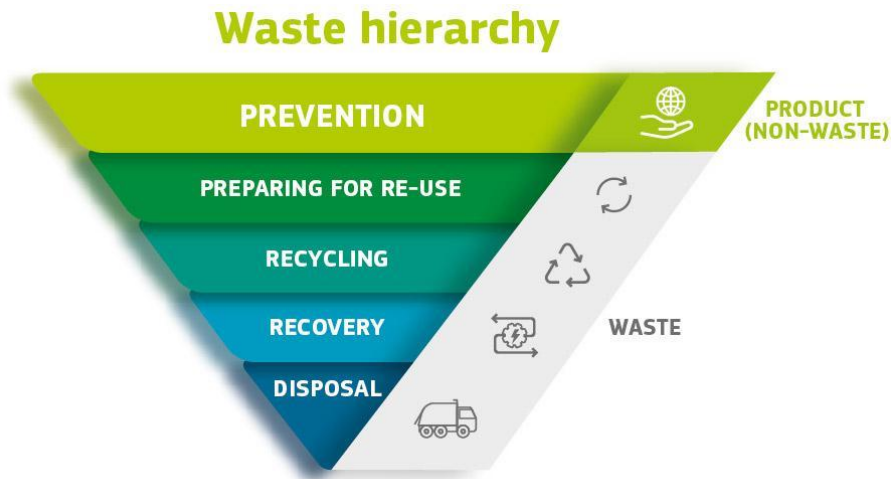 Waste hierarchy
PREVENTION
PRODUCT
(NON-WASTE)
PREPARING FOR RE-USE
RECYCLING
RECOVERY
WASTE
DISPOSAL